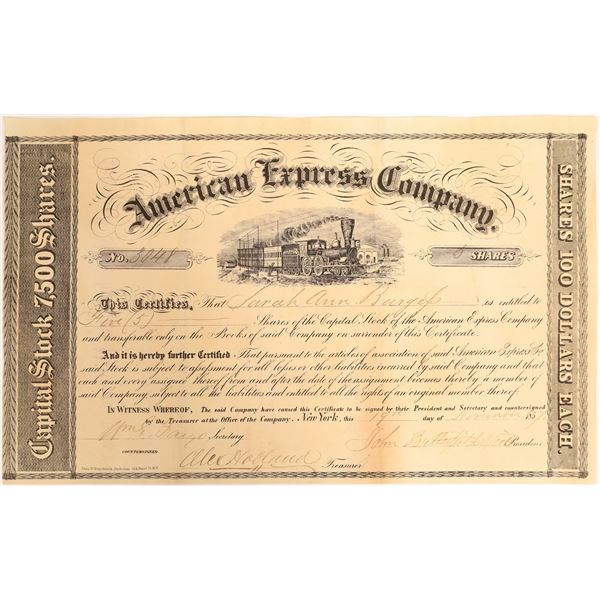 American Express Company.
Capital Stock 7,500 Shares.
SHARES 100 DOLLARS EACH.
No. 3041
5 SHARES
This Certifies, That Sarah Ann Burgess is entitled to
Five (5) Shares of the Capital Stock of the American Express Company
and transferable only on the Books of said Company on surrender of this Certificate.
And it is hereby further Certified, That pursuant to the articles of association of said American Express Co
said Stock is subject to assessment for all losses or other liabilities incurred by said Company and that
each and every assignee thereof from and after the date of the assignment becomes thereby a member of
said Company subject to all the liabilities and entitled to all the rights of an original member thereof.
IN WITNESS WHEREOF, The said Company have caused this Certificate to be signed by their President and Secretary and countersigned
by the Treasurer at the Office of the Company. NEW YORK, this day of 185
Secretary
John Butterfield President
COUNTERSIGNED.
Alex Holland Treasurer